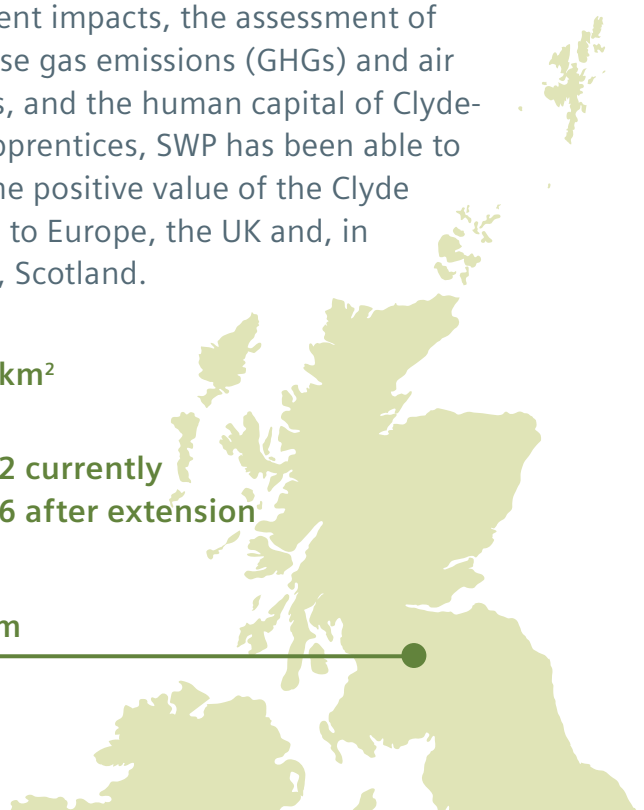 ent impacts, the assessment of
se gas emissions (GHGs) and air
s, and the human capital of Clyde-
pprentices, SWP has been able to
ne positive value of the Clyde
to Europe, the UK and, in
, Scotland.
km²
2 currently
6 after extension
m